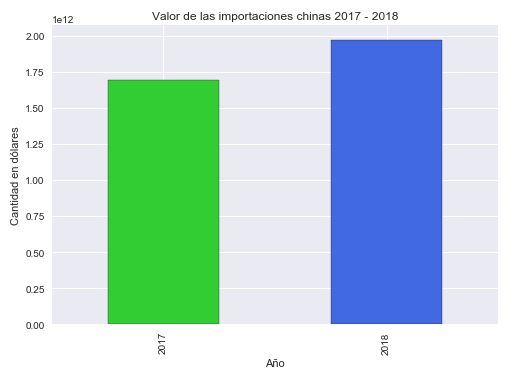 Valor de las importaciones chinas 2017 - 2018
1e12
2.00
1.75
1.50
1.25
1.00
0.75
0.50
0.25
0.00
Cantidad en dólares
2017
2018
Año